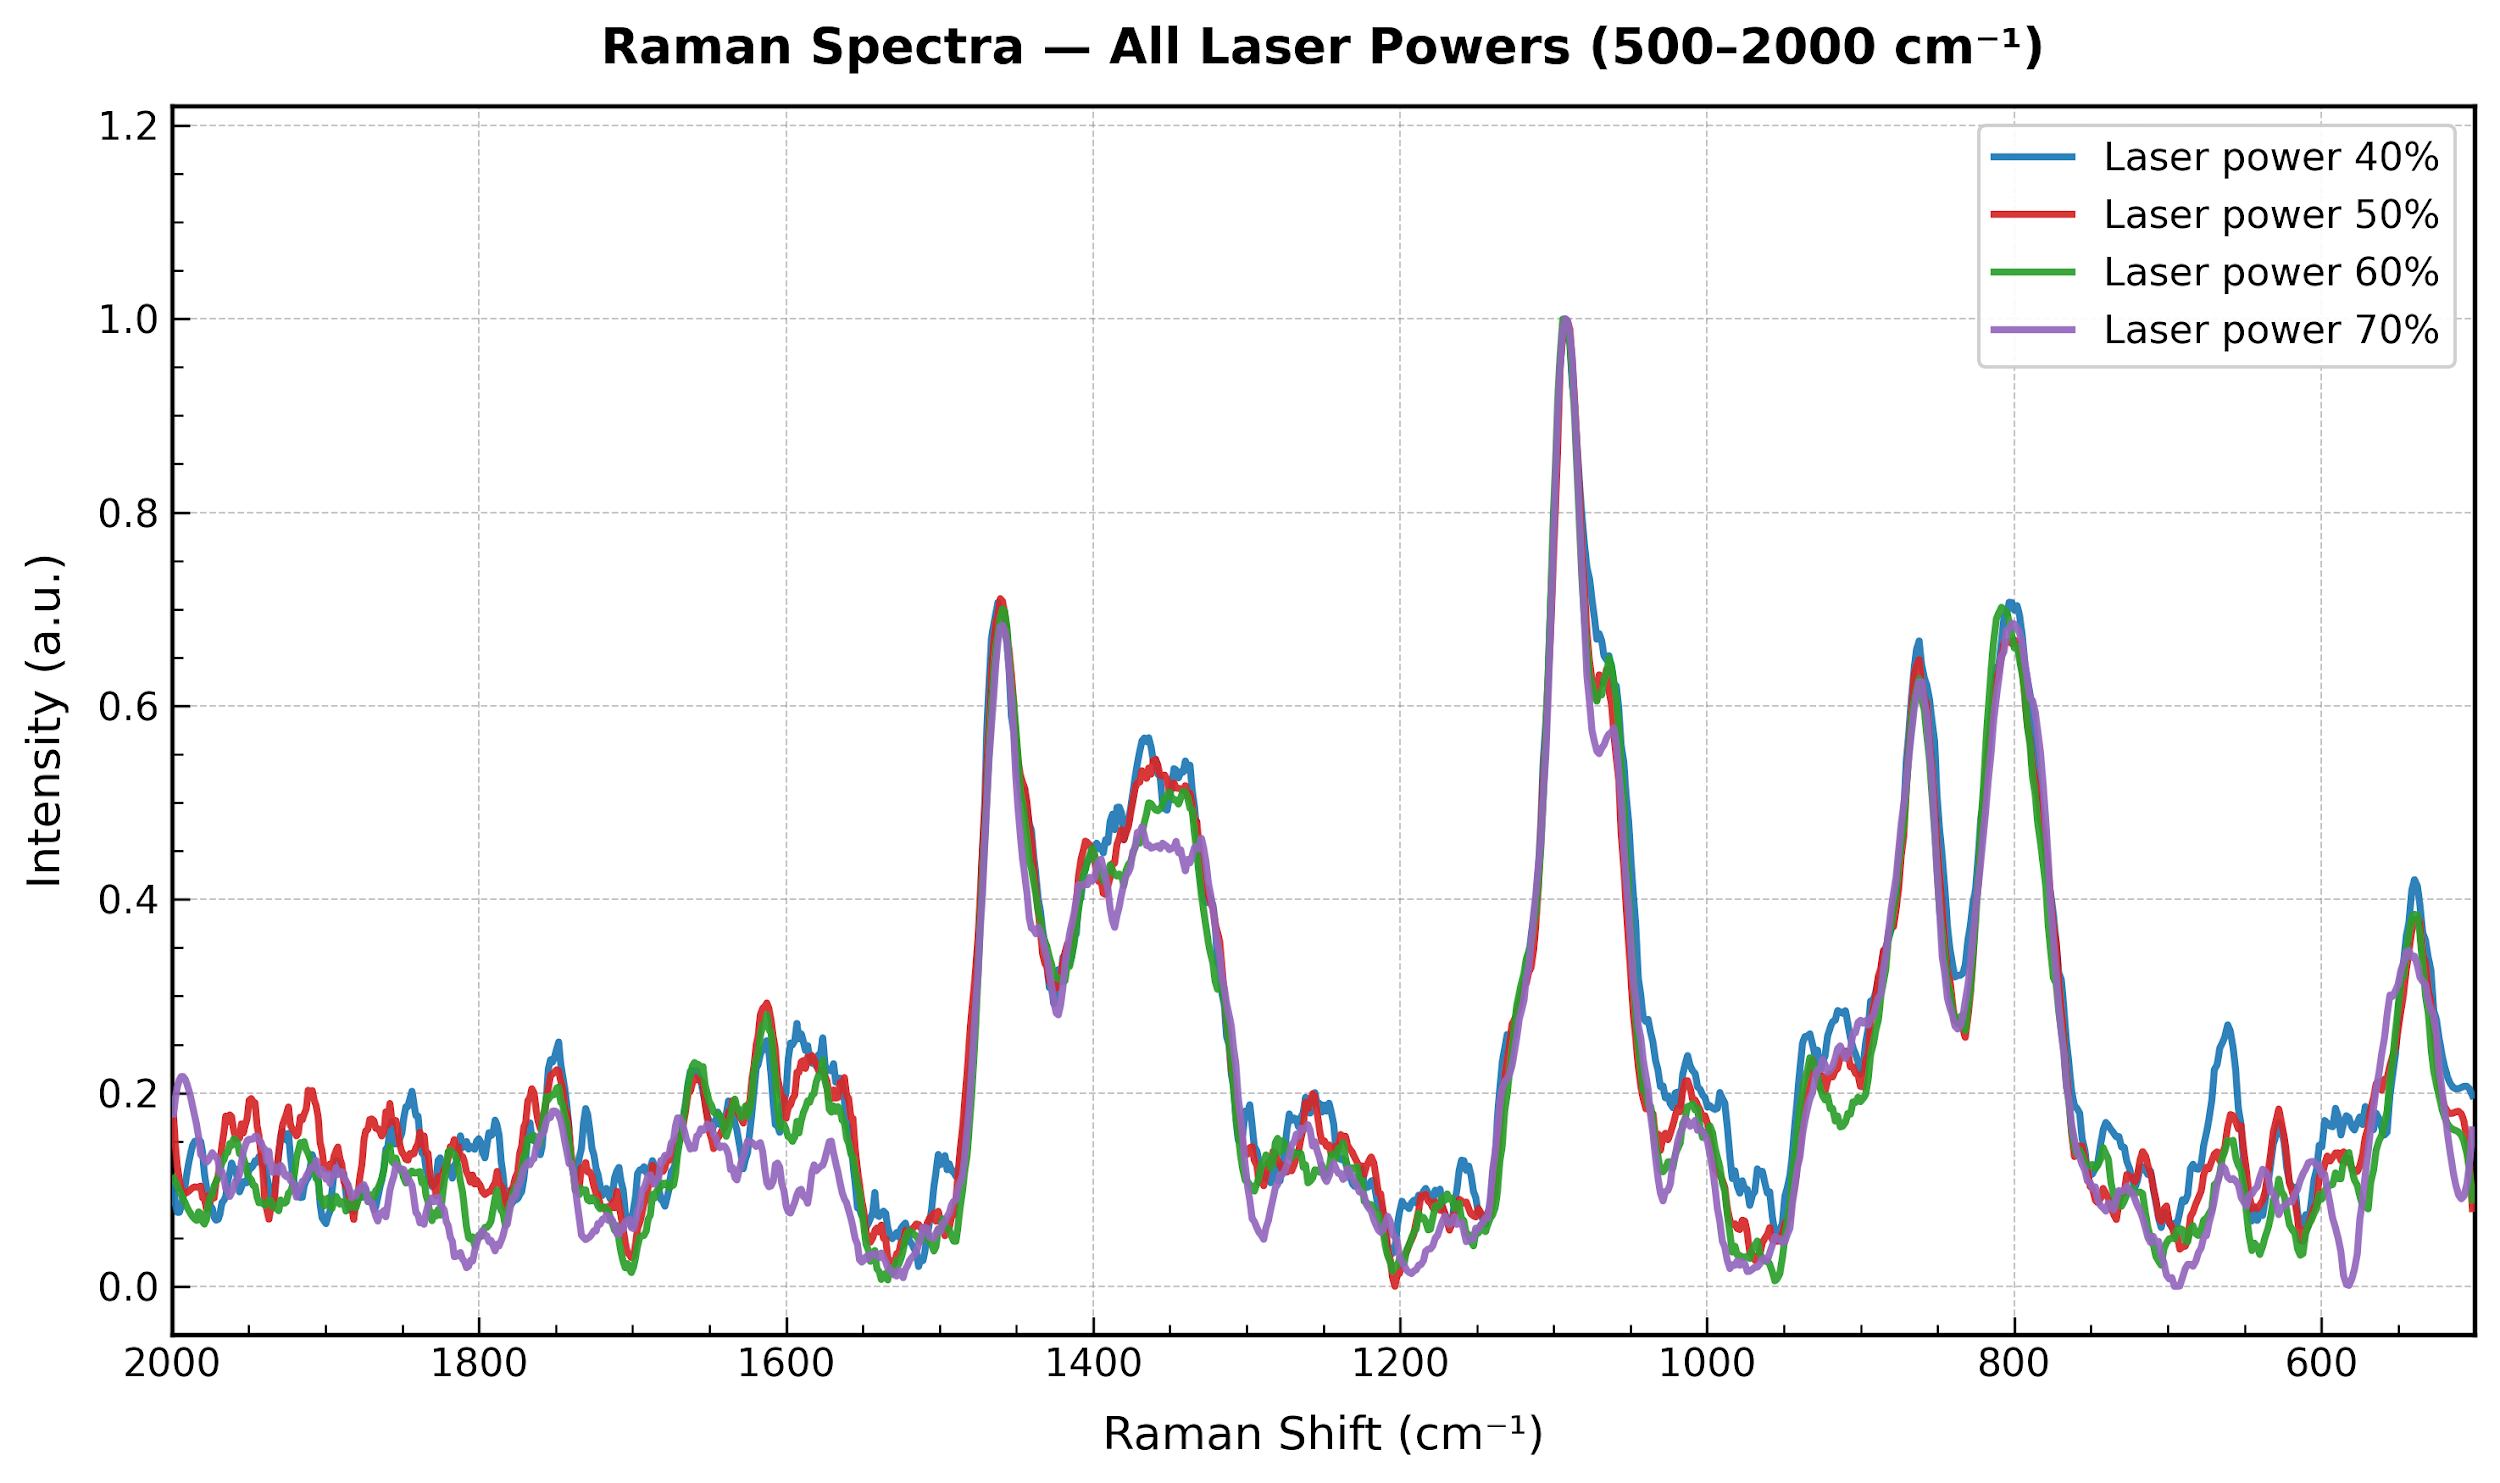 Raman Spectra — All Laser Powers (500–2000 cm⁻¹)
Intensity (a.u.)
1.2
1.0
0.8
0.6
0.4
0.2
0.0
Laser power 40%
Laser power 50%
Laser power 60%
Laser power 70%
2000 1800 1600 1400 1200 1000 800 600
Raman Shift (cm⁻¹)